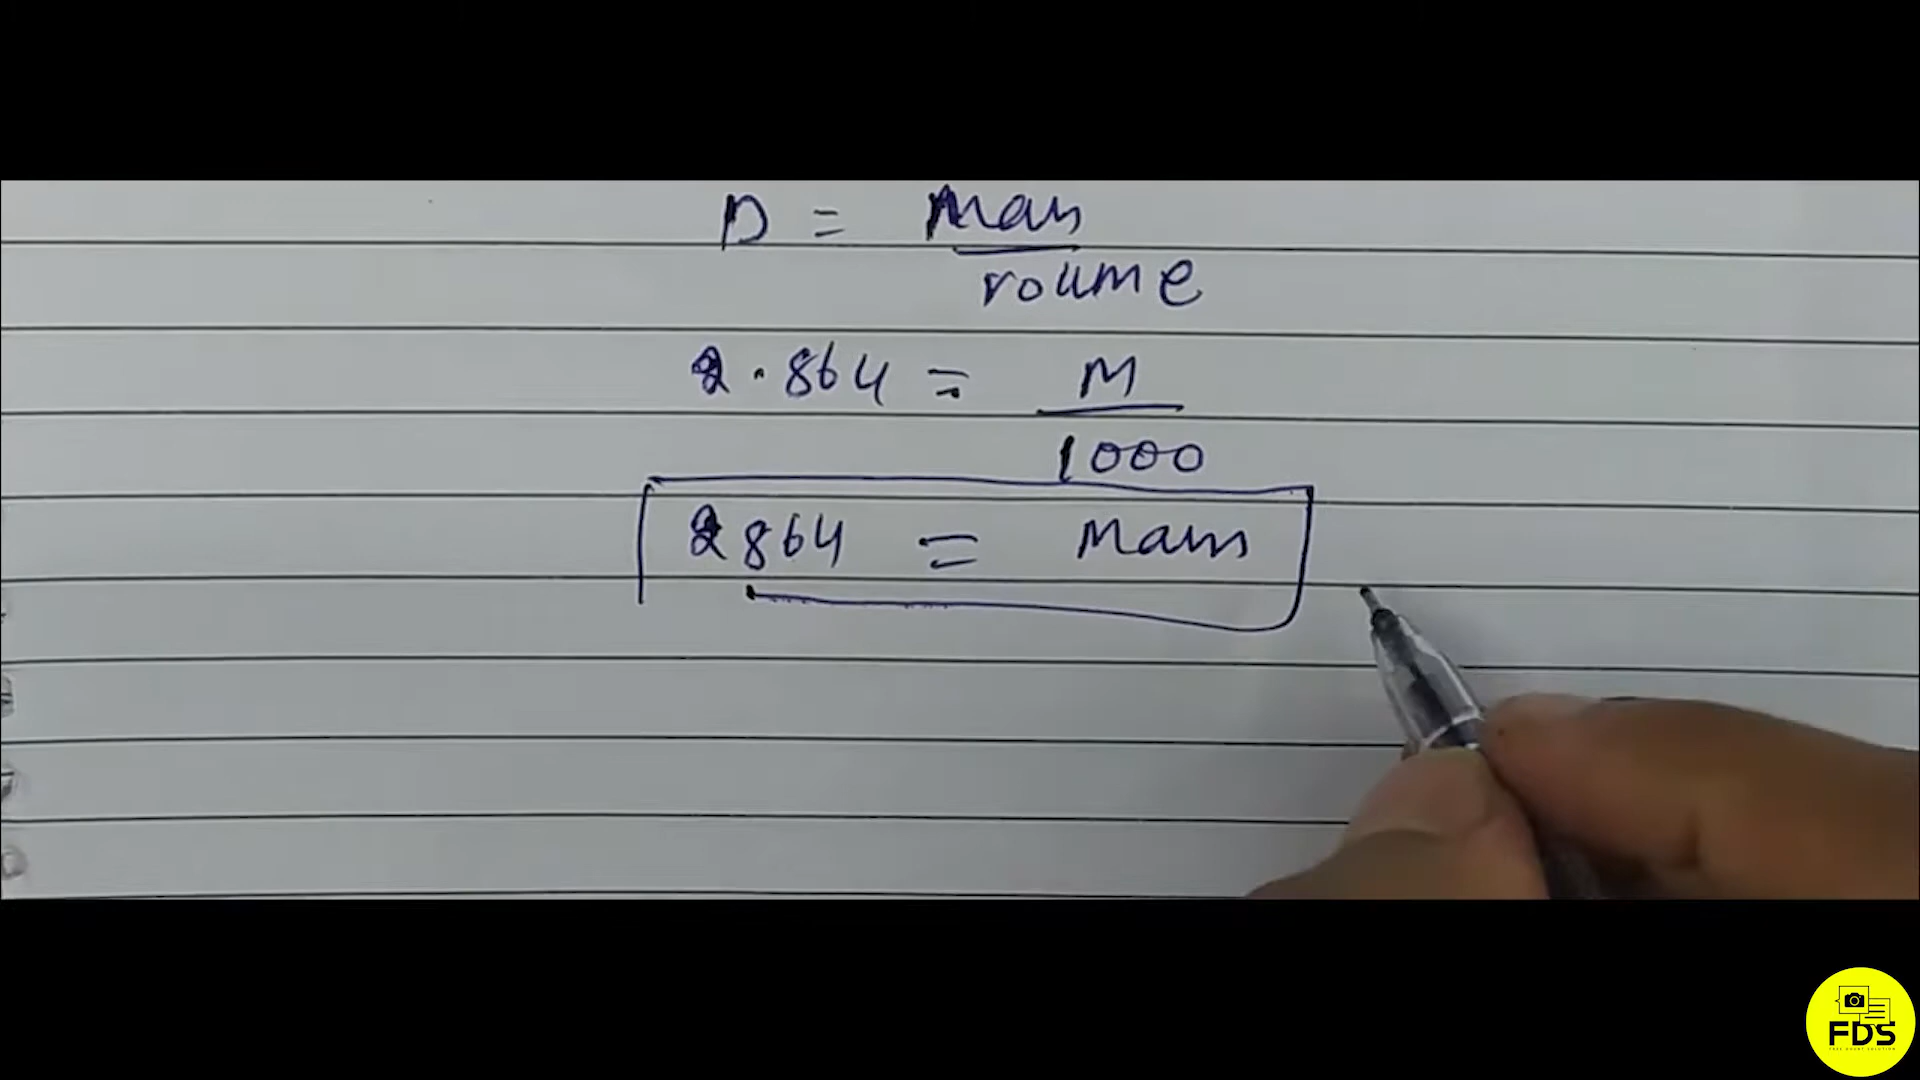 D = Mass
volume
2.864 = M
1000
2864 = Mass
FDS